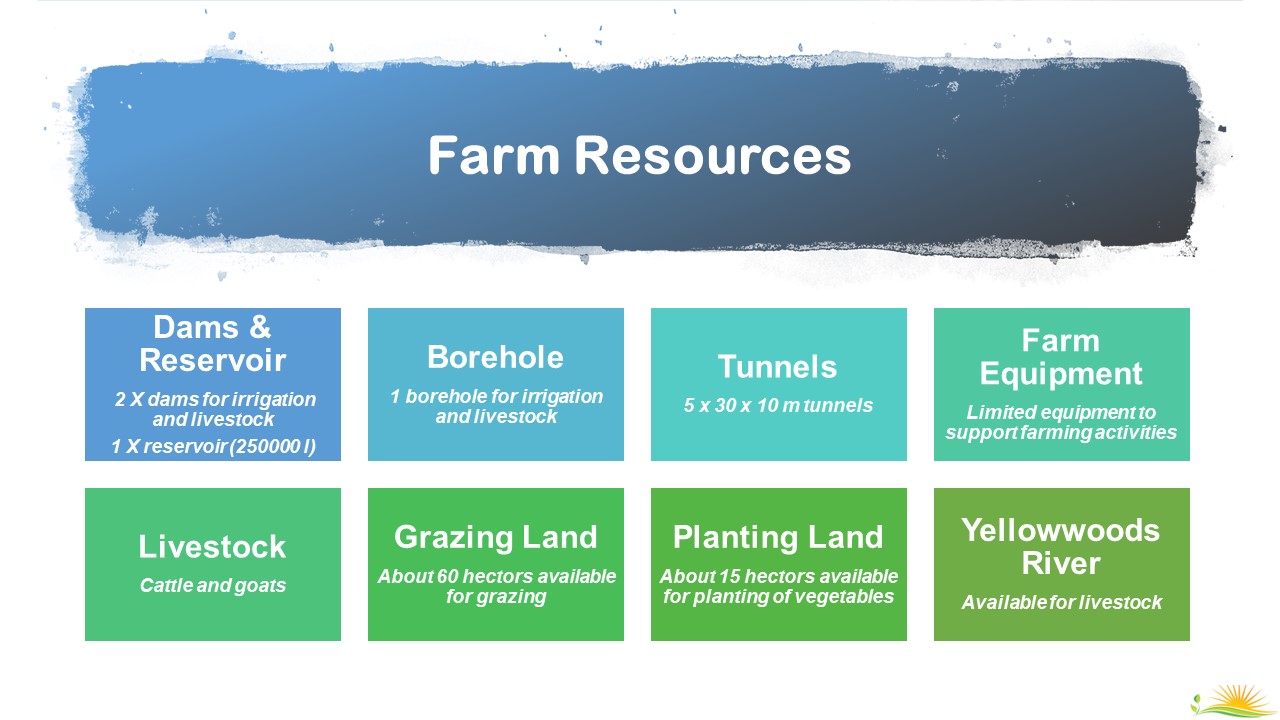 Farm Resources
Dams &
Reservoir
2 X dams for irrigation
and livestock
1 X reservoir (250000 l)
Borehole
1 borehole for irrigation
and livestock
Tunnels
5 x 30 x 10 m tunnels
Farm
Equipment
Limited equipment to
support farming activities
Livestock
Cattle and goats
Grazing Land
About 60 hectors available
for grazing
Planting Land
About 15 hectors available
for planting of vegetables
Yellowwoods
River
Available for livestock